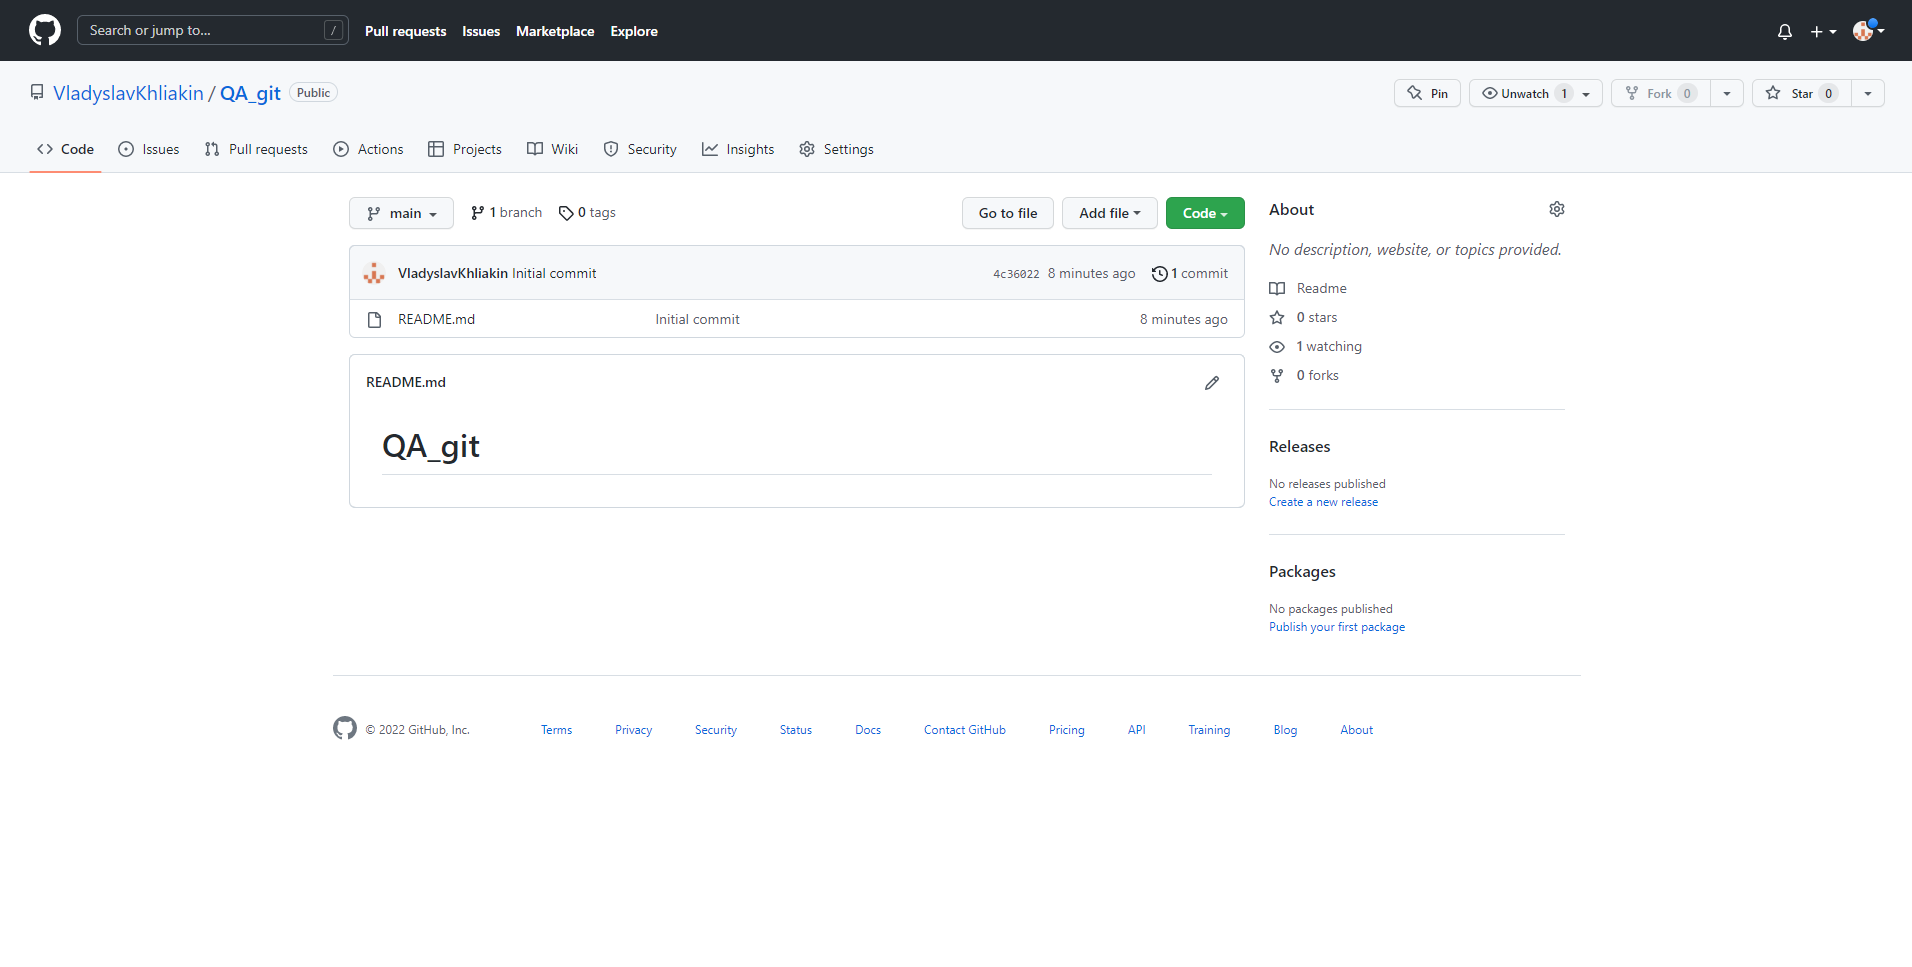 Search or jump to... /
Pull requests Issues Marketplace Explore
VladyslavKhliakin / QA_git Public
Pin Unwatch 1 Fork 0 Star 0
Code Issues Pull requests Actions Projects Wiki Security Insights Settings
main 1 branch 0 tags Go to file Add file Code
VladyslavKhliakin Initial commit 4c36022 8 minutes ago 1 commit
README.md Initial commit 8 minutes ago
README.md
QA_git
About
No description, website, or topics provided.
Readme
0 stars
1 watching
0 forks
Releases
No releases published
Create a new release
Packages
No packages published
Publish your first package
© 2022 GitHub, Inc. Terms Privacy Security Status Docs Contact GitHub Pricing API Training Blog About